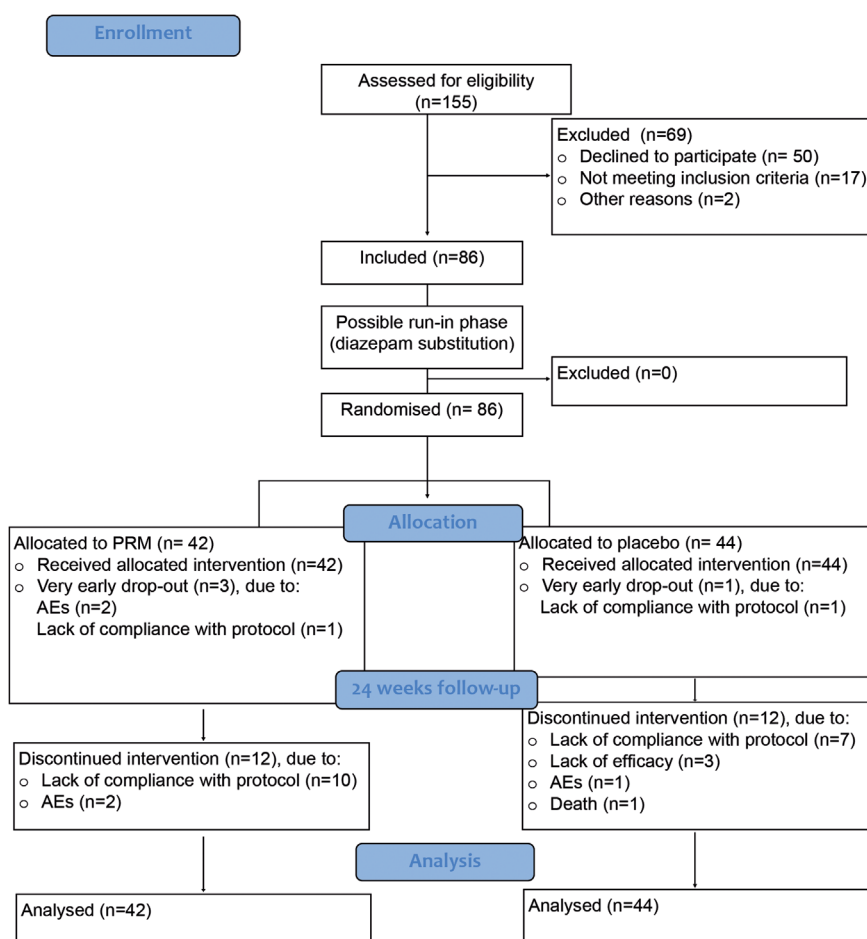 Enrollment
Assessed for eligibility
(n=155)
Excluded (n=69)
o Declined to participate (n= 50)
o Not meeting inclusion criteria (n=17)
o Other reasons (n=2)
Included (n=86)
Possible run-in phase
(diazepam substitution)
Excluded (n=0)
Randomised (n= 86)
Allocation
Allocated to PRM (n= 42)
o Received allocated intervention (n=42)
o Very early drop-out (n=3), due to:
AEs (n=2)
Lack of compliance with protocol (n=1)
Allocated to placebo (n= 44)
o Received allocated intervention (n=44)
o Very early drop-out (n=1), due to:
Lack of compliance with protocol (n=1)
24 weeks follow-up
Discontinued intervention (n=12), due to:
o Lack of compliance with protocol (n=10)
o AEs (n=2)
Discontinued intervention (n=12), due to:
o Lack of compliance with protocol (n=7)
o Lack of efficacy (n=3)
o AEs (n=1)
o Death (n=1)
Analysis
Analysed (n=42)
Analysed (n=44)